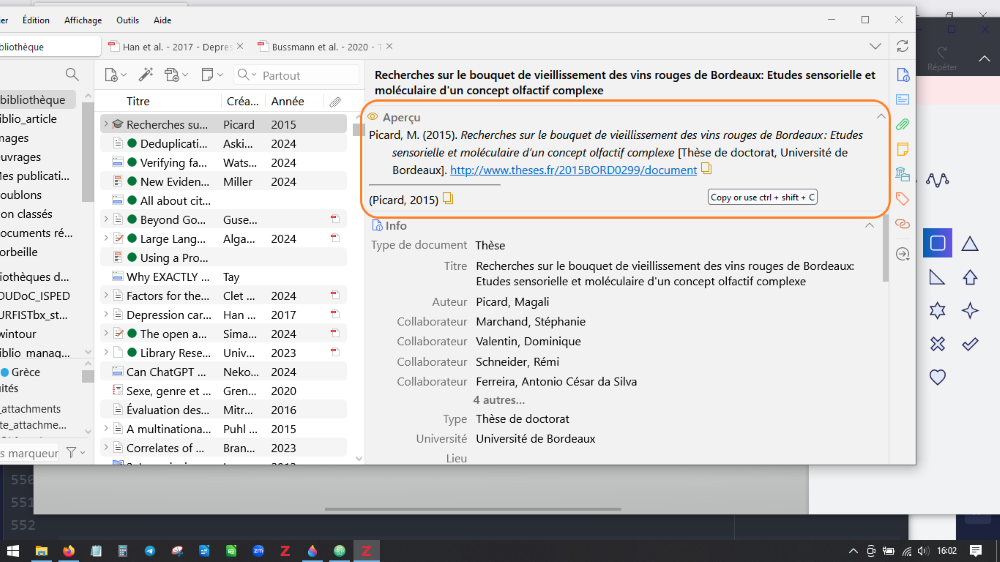 er Édition Affichage Outils Aide
bliothèque Han et al. - 2017 - Depres Bussmann et al. - 2020 - T
Répéter
Partout
Recherches sur le bouquet de vieillissement des vins rouges de Bordeaux: Etudes sensorielle et
moléculaire d'un concept olfactif complexe
bibliothèque
iblio_article
mages
uvrages
Mes publicati...
oublons
on classés
ocuments ré...
orbeille
liothèques d...
OUDoC_ISPED
URFISTbx_st...
wintour
iblio_manag...
Grèce
uités
_attachments
te_attachme...
s marqueur
Titre Créa... Année
Recherches su... Picard 2015
Deduplicati... Aski... 2024
Verifying fa... Wats... 2024
New Eviden... Miller 2024
All about cit...
Beyond Go... Guse...
Large Lang... Alga... 2024
Using a Pro...
Why EXACTLY ... Tay
Factors for the... Clet ... 2024
Depression car... Han ... 2017
The open a... Sima... 2024
Library Rese... Univ... 2023
Can ChatGPT ... Neko... 2024
Sexe, genre et ... Gren... 2020
Évaluation des... Mitr... 2016
A multinationa... Puhl ... 2015
Correlates of ... Bran... 2023
Aperçu
Picard, M. (2015). Recherches sur le bouquet de vieillissement des vins rouges de Bordeaux : Etudes
sensorielle et moléculaire d'un concept olfactif complexe [Thèse de doctorat, Université de
Bordeaux]. http://www.theses.fr/2015BORD0299/document
(Picard, 2015)
Copy or use ctrl + shift + C
Info
Type de document Thèse
Titre Recherches sur le bouquet de vieillissement des vins rouges de Bordeaux:
Etudes sensorielle et moléculaire d'un concept olfactif complexe
Auteur Picard, Magali
Collaborateur Marchand, Stéphanie
Collaborateur Valentin, Dominique
Collaborateur Schneider, Rémi
Collaborateur Ferreira, Antonio César da Silva
4 autres...
Type Thèse de doctorat
Université Université de Bordeaux
Lieu
550
551
552
16:02